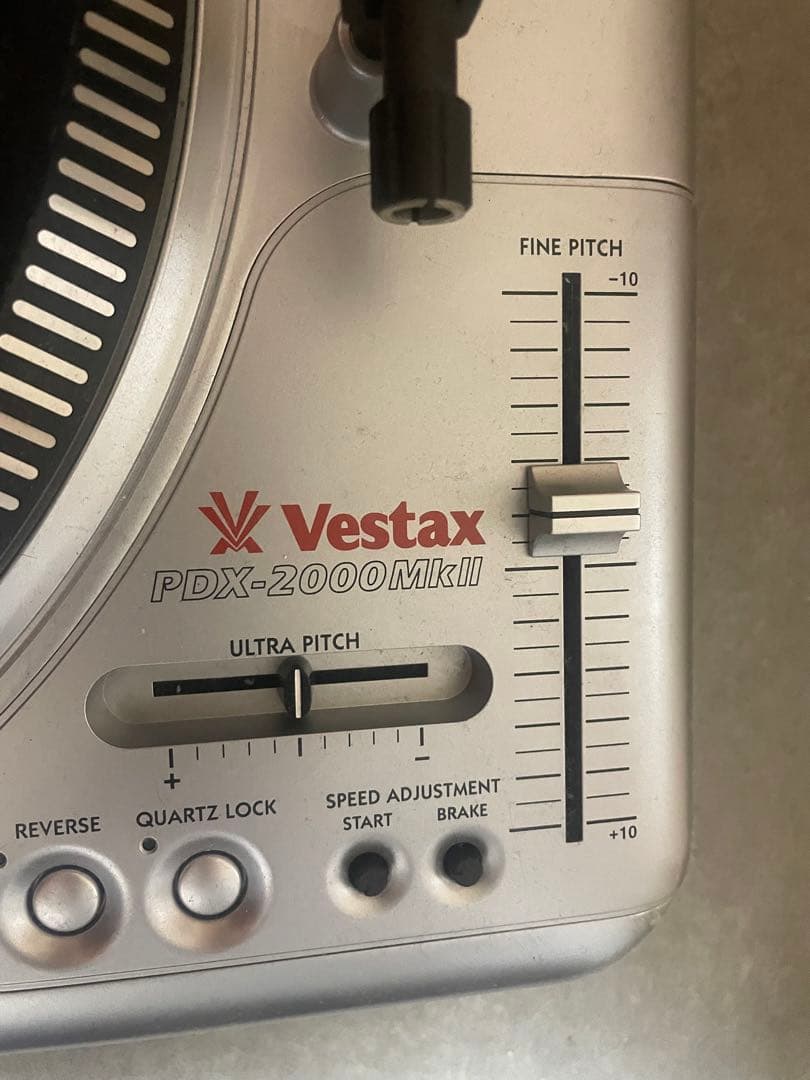 FINE PITCH
−10
Vestax
PDX-2000MkII
ULTRA PITCH
+ −
SPEED ADJUSTMENT
REVERSE
QUARTZ LOCK
START
BRAKE
+10